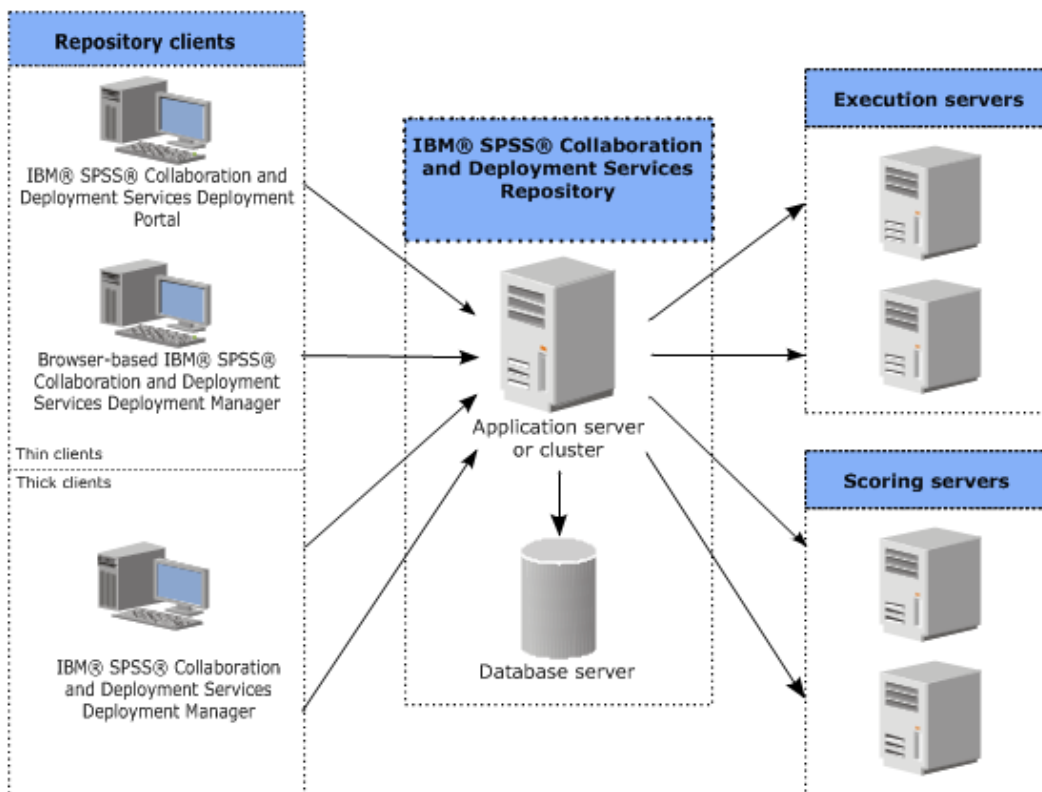 Repository clients
IBM® SPSS® Collaboration and
Deployment Services Deployment
Portal
Browser-based IBM® SPSS®
Collaboration and Deployment
Services Deployment Manager
Thin clients
Thick clients
IBM® SPSS® Collaboration
and Deployment Services
Deployment Manager
IBM® SPSS® Collaboration
and Deployment Services
Repository
Application server
or cluster
Database server
Execution servers
Scoring servers